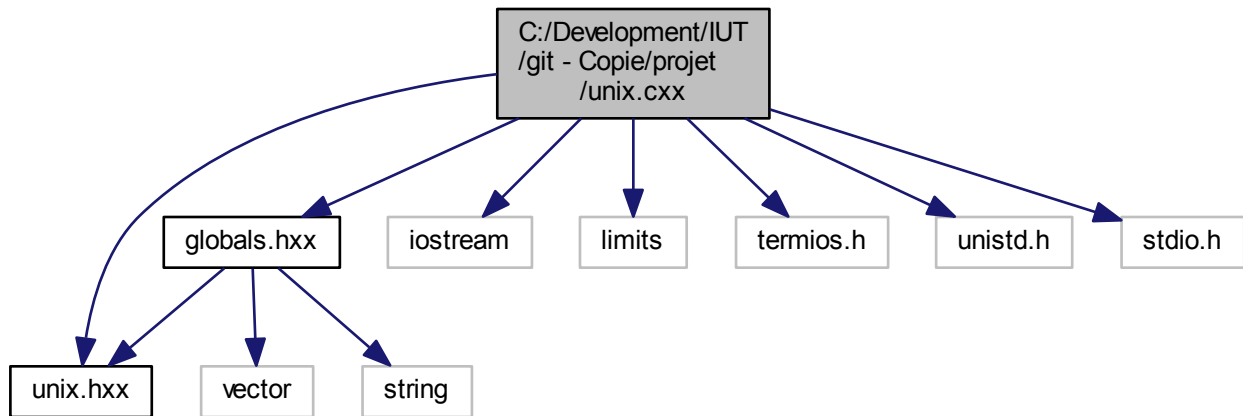 C:/Development/IUT
/git - Copie/projet
/unix.cxx
globals.hxx
iostream
limits
termios.h
unistd.h
stdio.h
unix.hxx
vector
string